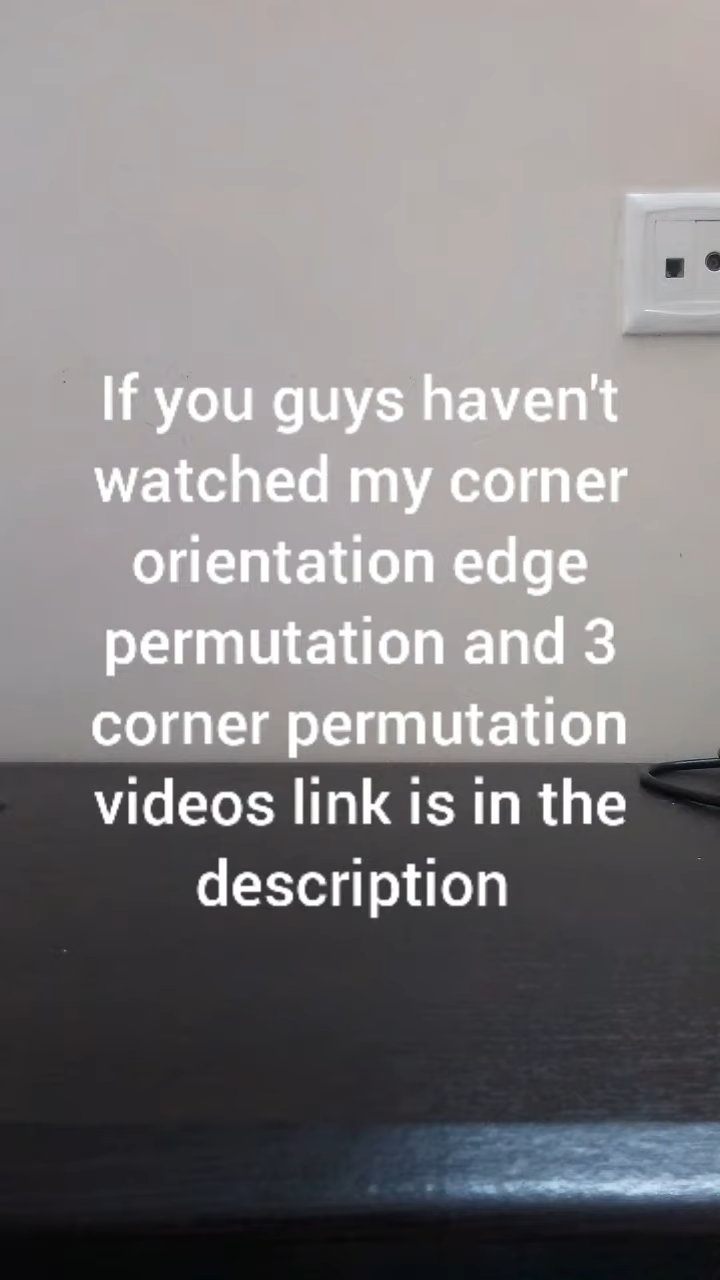 If you guys haven't
watched my corner
orientation edge
permutation and 3
corner permutation
videos link is in the
description